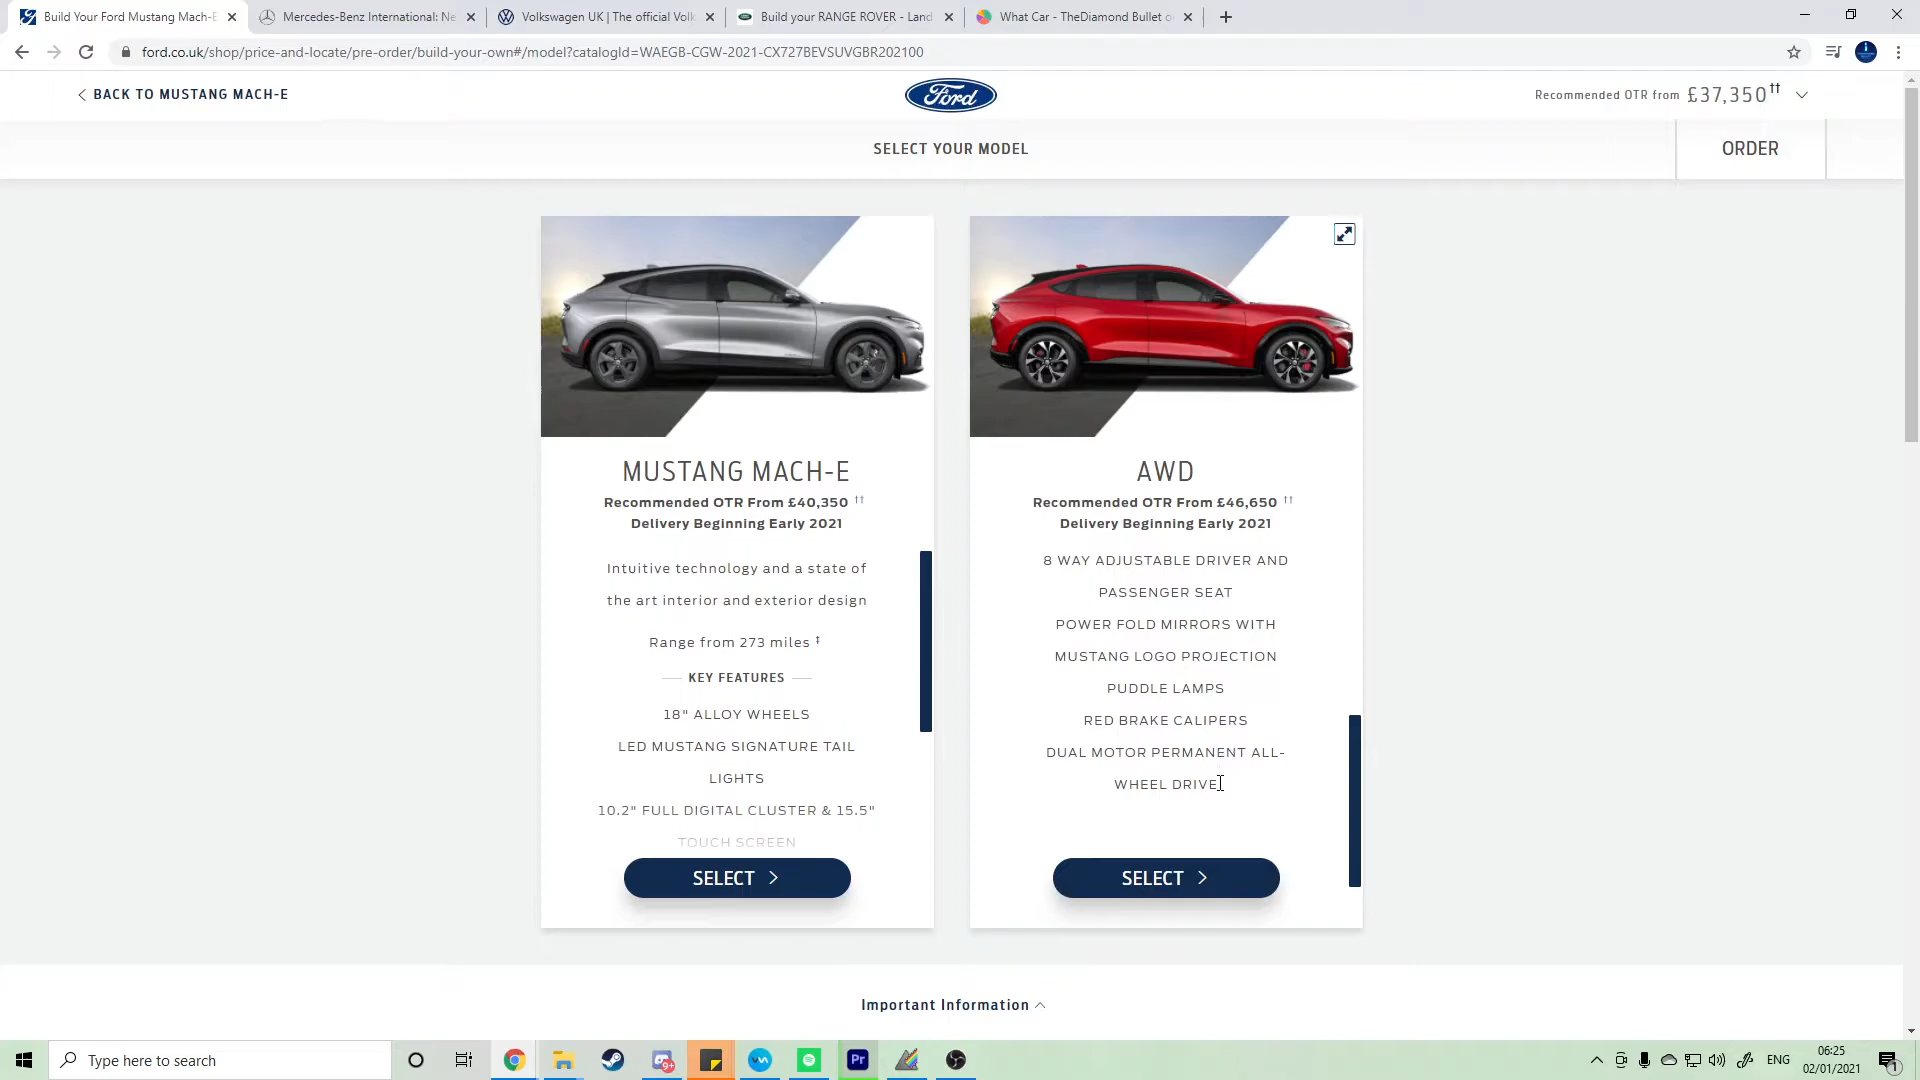 Build Your Ford Mustang Mach-E
Mercedes-Benz International: Ne
Volkswagen UK | The official Volk
Build your RANGE ROVER - Land
What Car - TheDiamond Bullet o
ford.co.uk/shop/price-and-locate/pre-order/build-your-own#/model?catalogId=WAEGB-CGW-2021-CX727BEVSUVGBR202100
BACK TO MUSTANG MACH-E
Ford
Recommended OTR from £37,350††
SELECT YOUR MODEL
ORDER
MUSTANG MACH-E
Recommended OTR From £40,350 ††
Delivery Beginning Early 2021
Intuitive technology and a state of
the art interior and exterior design
Range from 273 miles ‡
KEY FEATURES
18" ALLOY WHEELS
LED MUSTANG SIGNATURE TAIL
LIGHTS
10.2" FULL DIGITAL CLUSTER & 15.5"
TOUCH SCREEN
SELECT
AWD
Recommended OTR From £46,650 ††
Delivery Beginning Early 2021
8 WAY ADJUSTABLE DRIVER AND
PASSENGER SEAT
POWER FOLD MIRRORS WITH
MUSTANG LOGO PROJECTION
PUDDLE LAMPS
RED BRAKE CALIPERS
DUAL MOTOR PERMANENT ALL-
WHEEL DRIVE
SELECT
Important Information
Type here to search
9+
Pr
ENG
06:25
02/01/2021
1